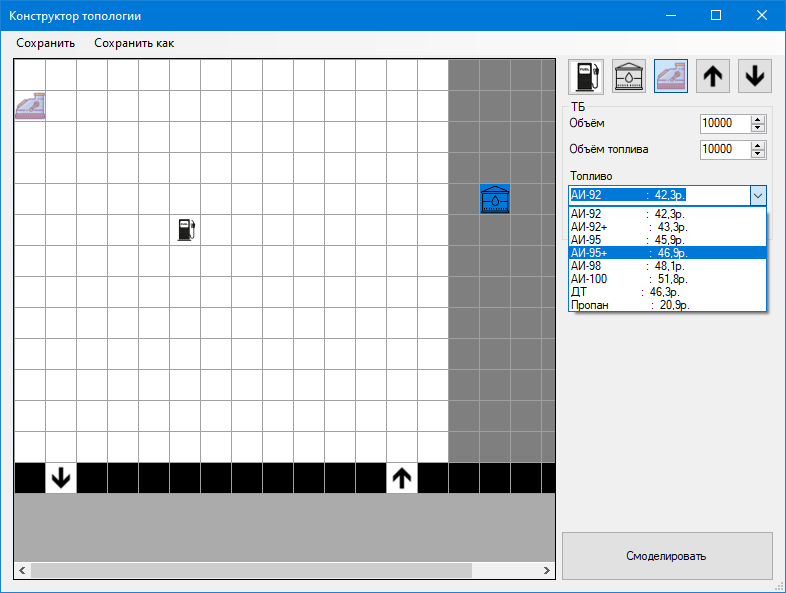 Конструктор топологии
Сохранить Сохранить как
FUEL
ТБ
Объём 10000
Объём топлива 10000
Топливо
АИ-92 : 42,3р.
АИ-92 : 42,3р.
АИ-92+ : 43,3р.
АИ-95 : 45,9р.
АИ-95+ : 46,9р.
АИ-98 : 48,1р.
АИ-100 : 51,8р.
ДТ : 46,3р.
Пропан : 20,9р.
FUEL
Смоделировать